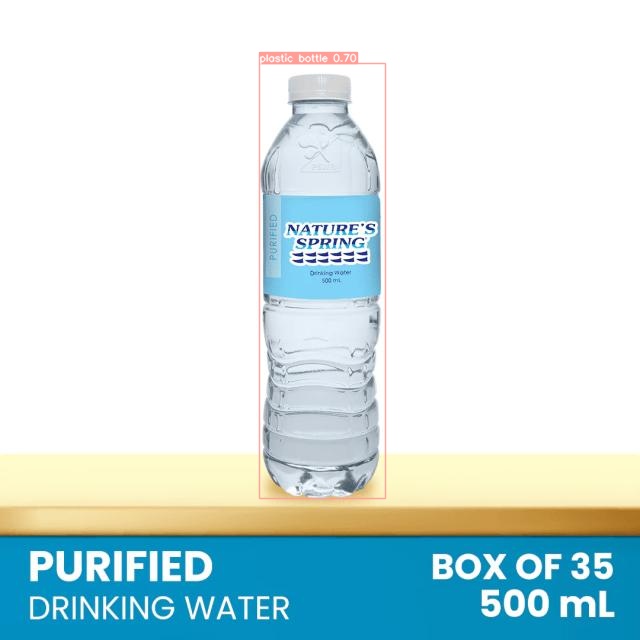 plastic bottle 0.70
PURIFIED
NATURE'S
SPRING
Drinking Water
500 mL
PURIFIED
DRINKING WATER
BOX OF 35
500 mL